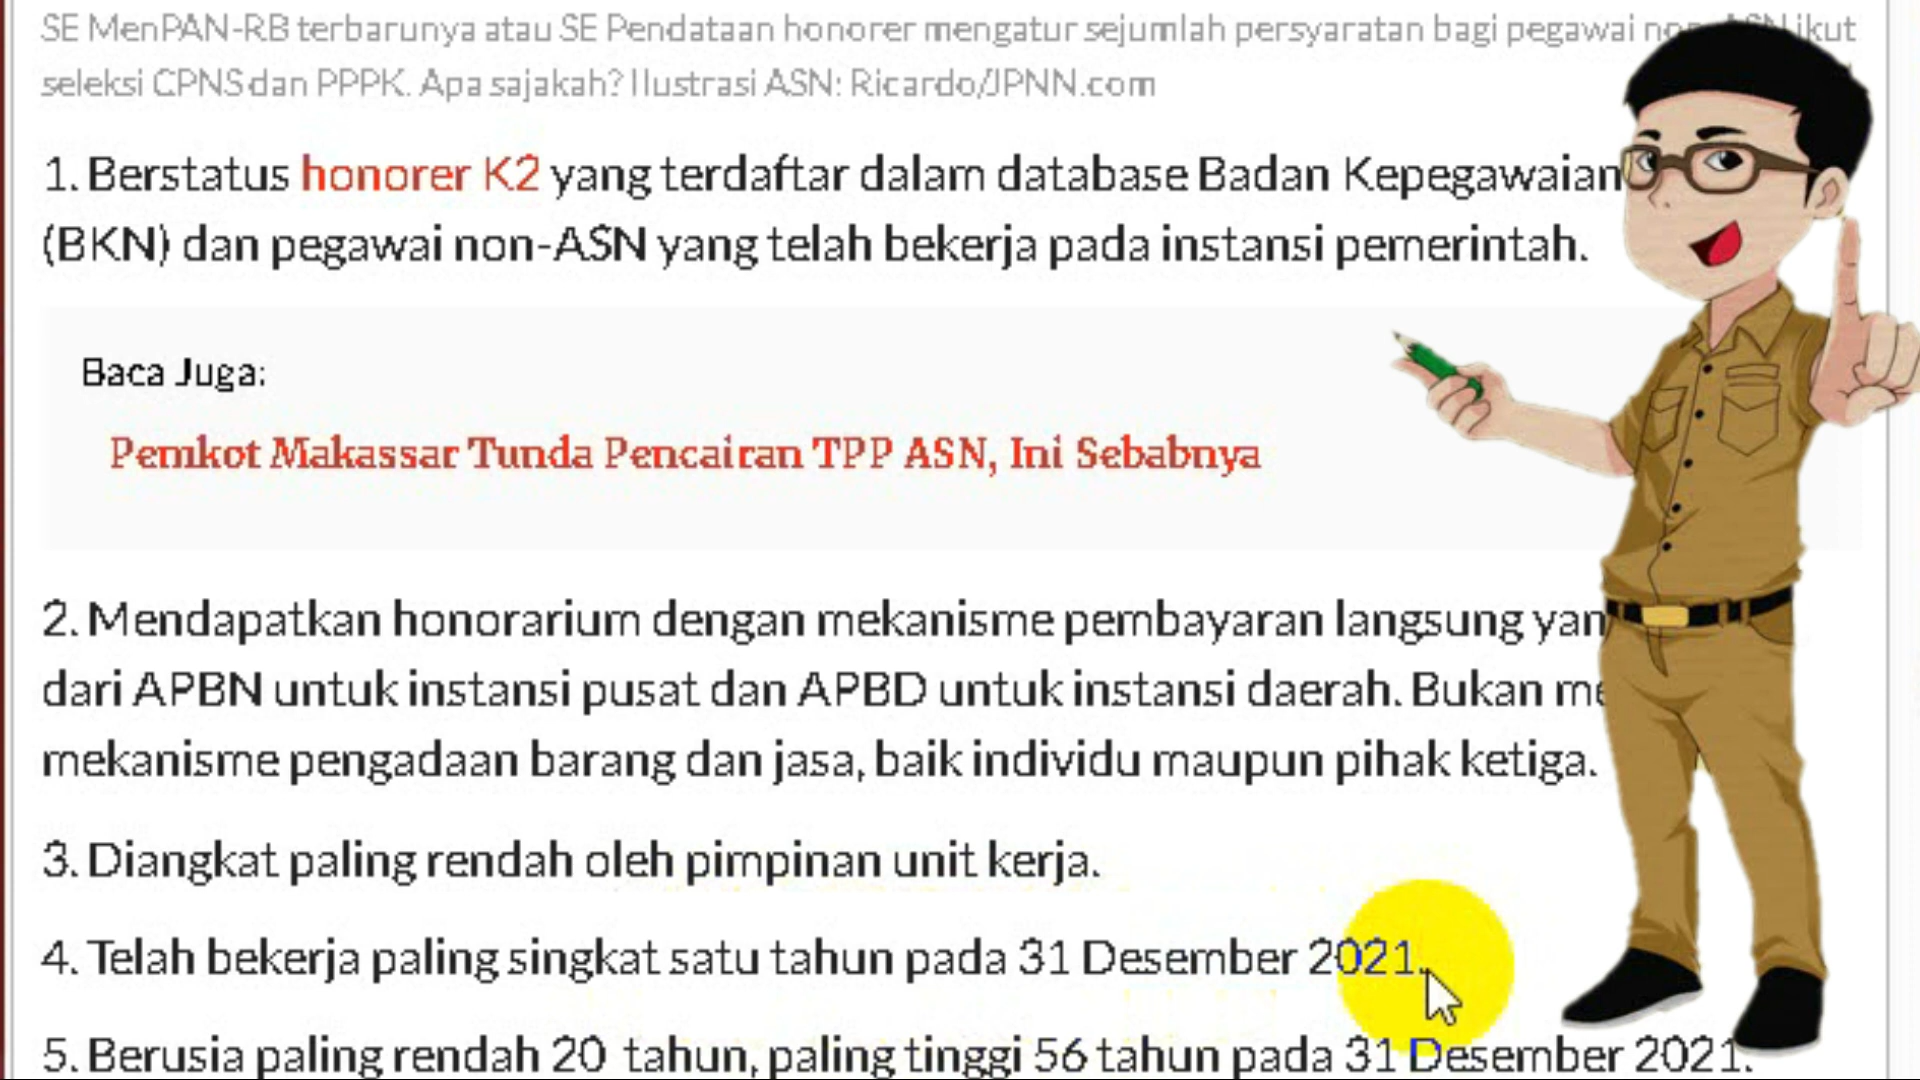 SE MenPAN-RB terbarunya atau SE Pendataan honorer mengatur sejumlah persyaratan bagi pegawai non-ASN ikut
seleksi CPNS dan PPPK. Apa sajakah? Ilustrasi ASN: Ricardo/JPNN.com
1. Berstatus honorer K2 yang terdaftar dalam database Badan Kepegawaian
(BKN) dan pegawai non-ASN yang telah bekerja pada instansi pemerintah.
Baca Juga:
Pemkot Makassar Tunda Pencairan TPP ASN, Ini Sebabnya
2. Mendapatkan honorarium dengan mekanisme pembayaran langsung
dari APBN untuk instansi pusat dan APBD untuk instansi daerah. Bukan
mekanisme pengadaan barang dan jasa, baik individu maupun pihak ketiga.
3. Diangkat paling rendah oleh pimpinan unit kerja.
4. Telah bekerja paling singkat satu tahun pada 31 Desember 2021.
5. Berusia paling rendah 20 tahun, paling tinggi 56 tahun pada 31 Desember 2021.